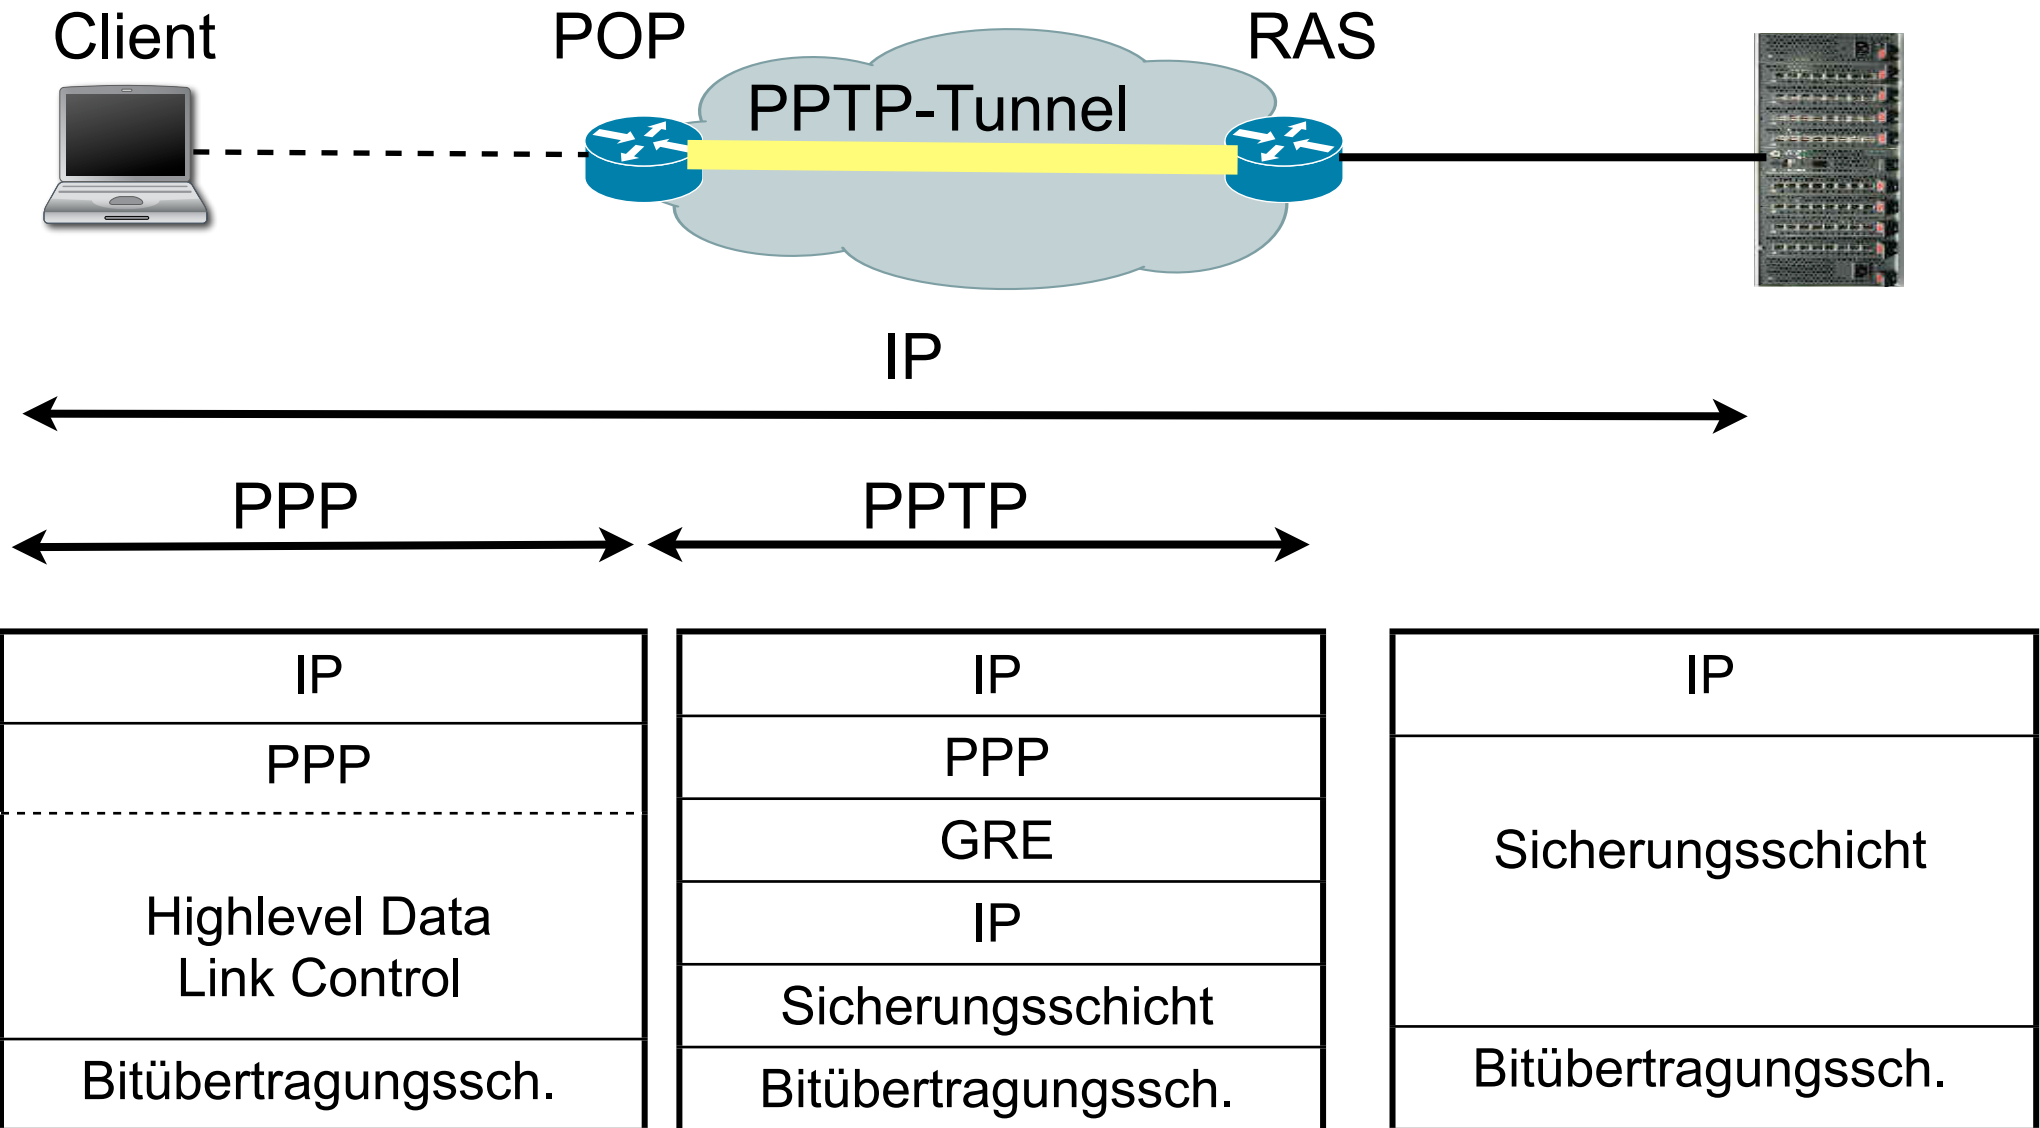 Client
POP
RAS
PPTP-Tunnel
IP
PPP
PPTP
IP
PPP
Highlevel Data
Link Control
Bitübertragungssch.
IP
PPP
GRE
IP
Sicherungsschicht
Bitübertragungssch.
IP
Sicherungsschicht
Bitübertragungssch.